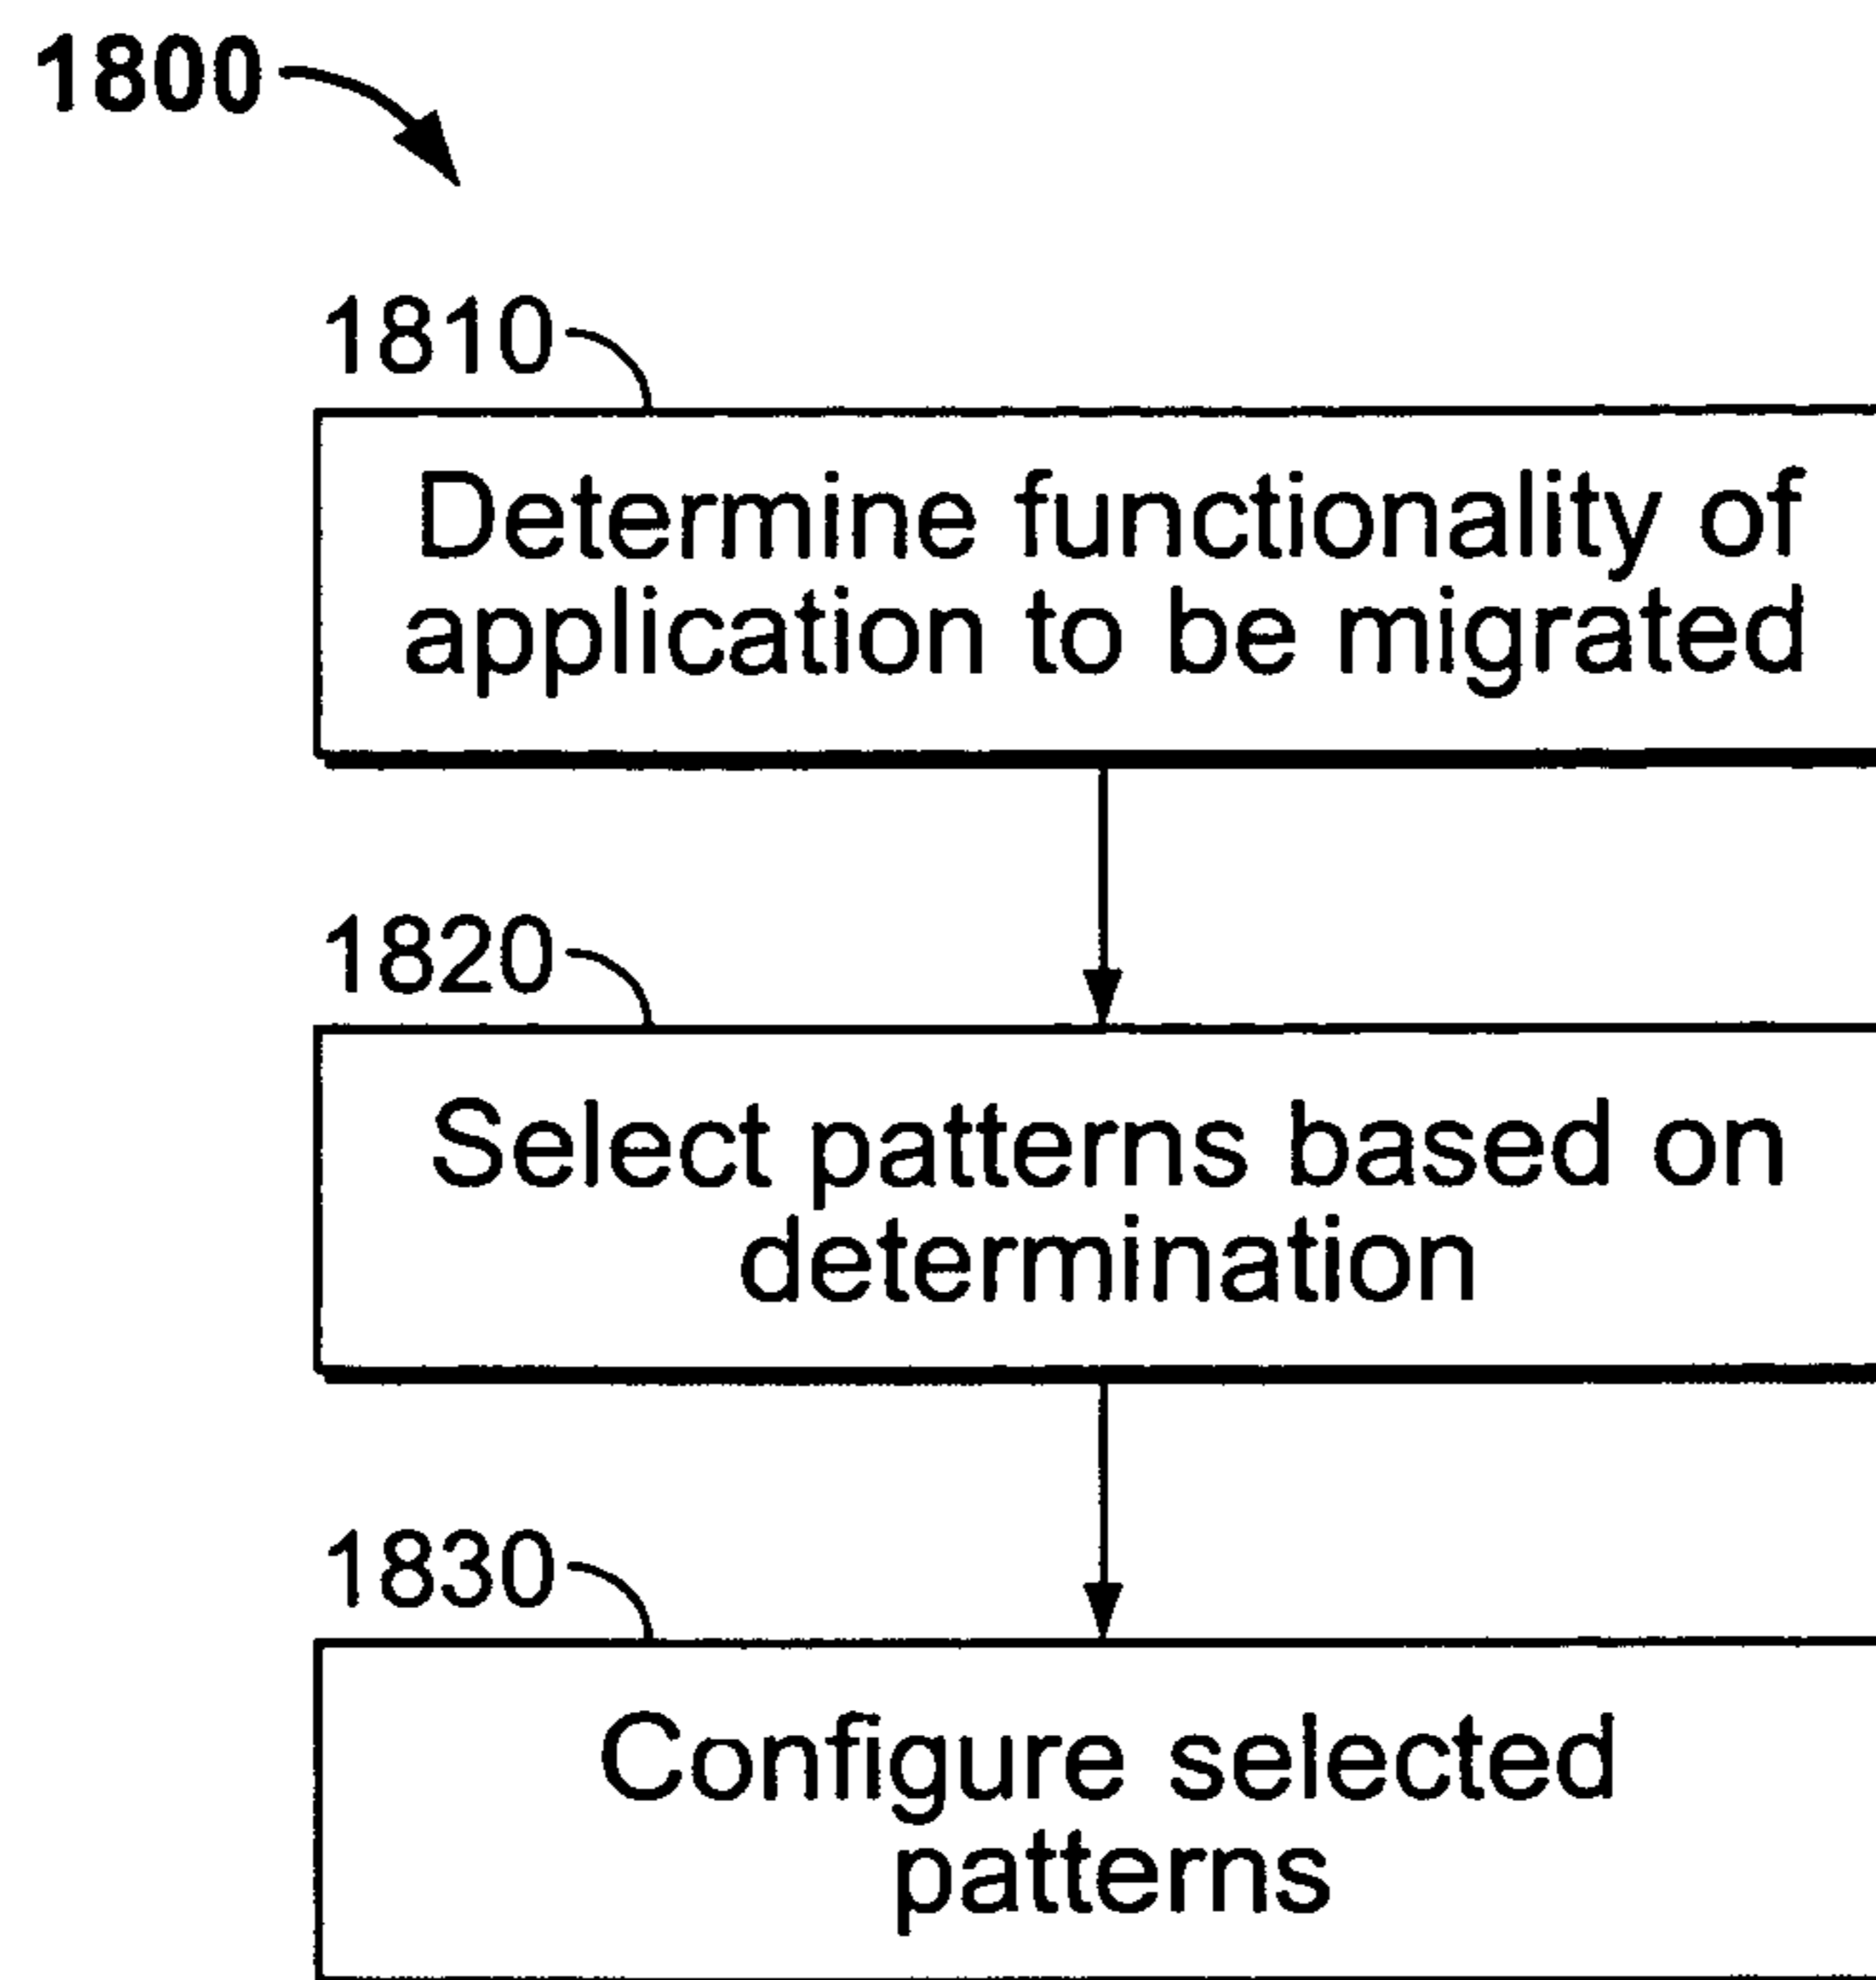 1800
1810
Determine functionality of
application to be migrated
1820
Select patterns based on
determination
1830
Configure selected
patterns